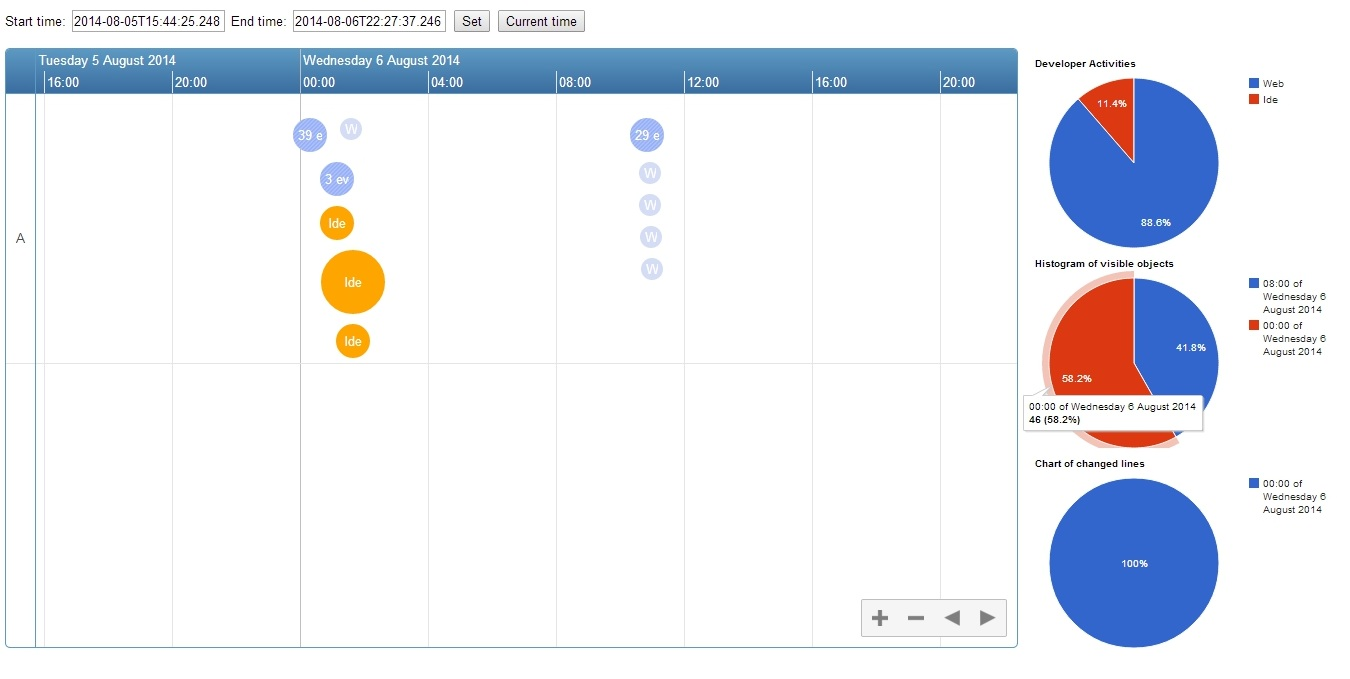 Start time: 2014-08-05T15:44:25.248 End time: 2014-08-06T22:27:37.246 Set Current time
Tuesday 5 August 2014 Wednesday 6 August 2014
16:00 20:00 00:00 04:00 08:00 12:00 16:00 20:00
39 e W 29 e
W
3 ev
W
Ide
W
A
W
Ide
Ide
Developer Activities
Web
Ide
11.4%
88.6%
Histogram of visible objects
08:00 of
Wednesday 6
August 2014
00:00 of
Wednesday 6
August 2014
41.8%
58.2%
00:00 of Wednesday 6 August 2014
46 (58.2%)
Chart of changed lines
00:00 of
Wednesday 6
August 2014
100%